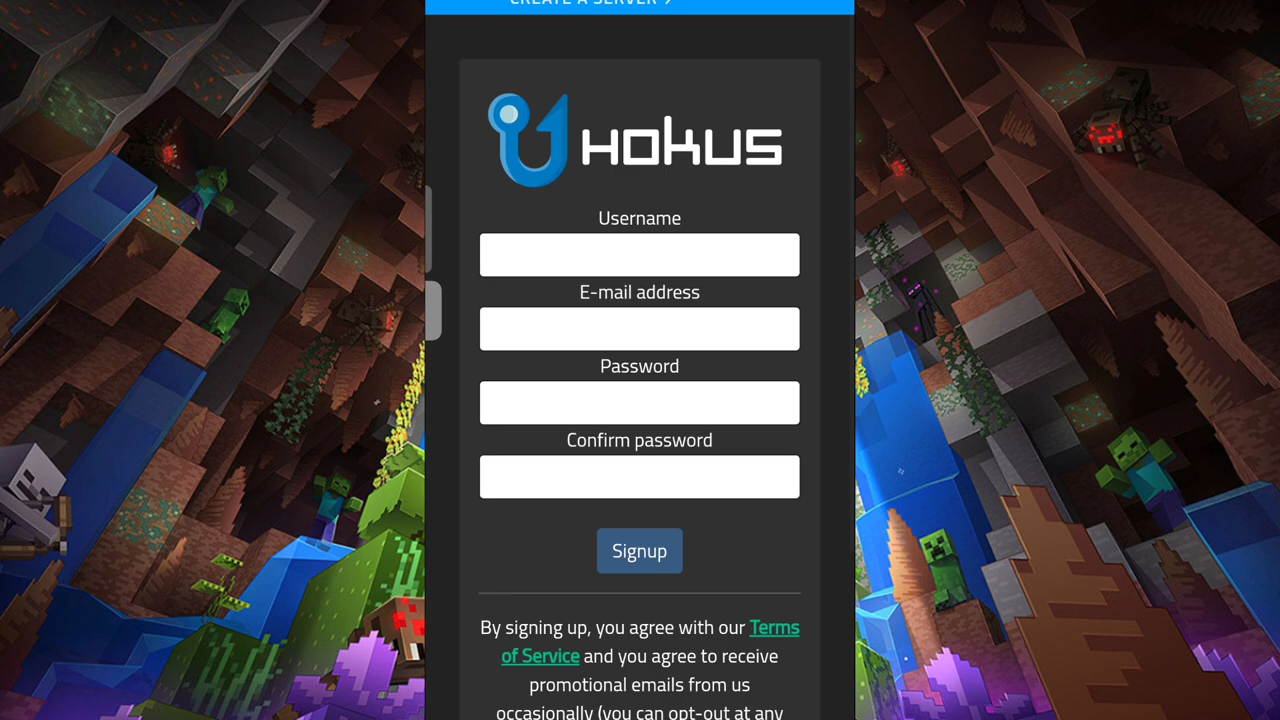 CREATE A SERVER >
HOKUS
Username
E-mail address
Password
Confirm password
Signup
By signing up, you agree with our Terms
of Service and you agree to receive
promotional emails from us
occasionally (you can opt-out at any